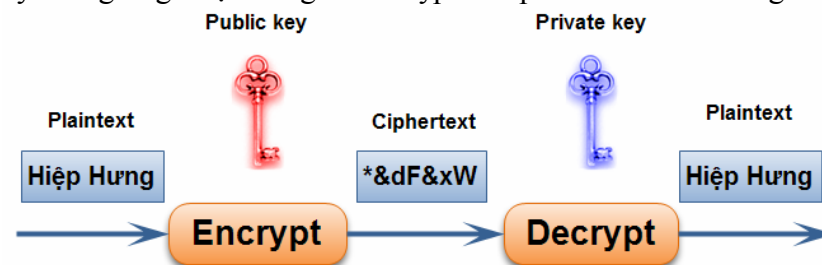 Public key
Private key
Plaintext
Ciphertext
Plaintext
Hiệp Hưng
*&dF&xW
Hiệp Hưng
Encrypt
Decrypt